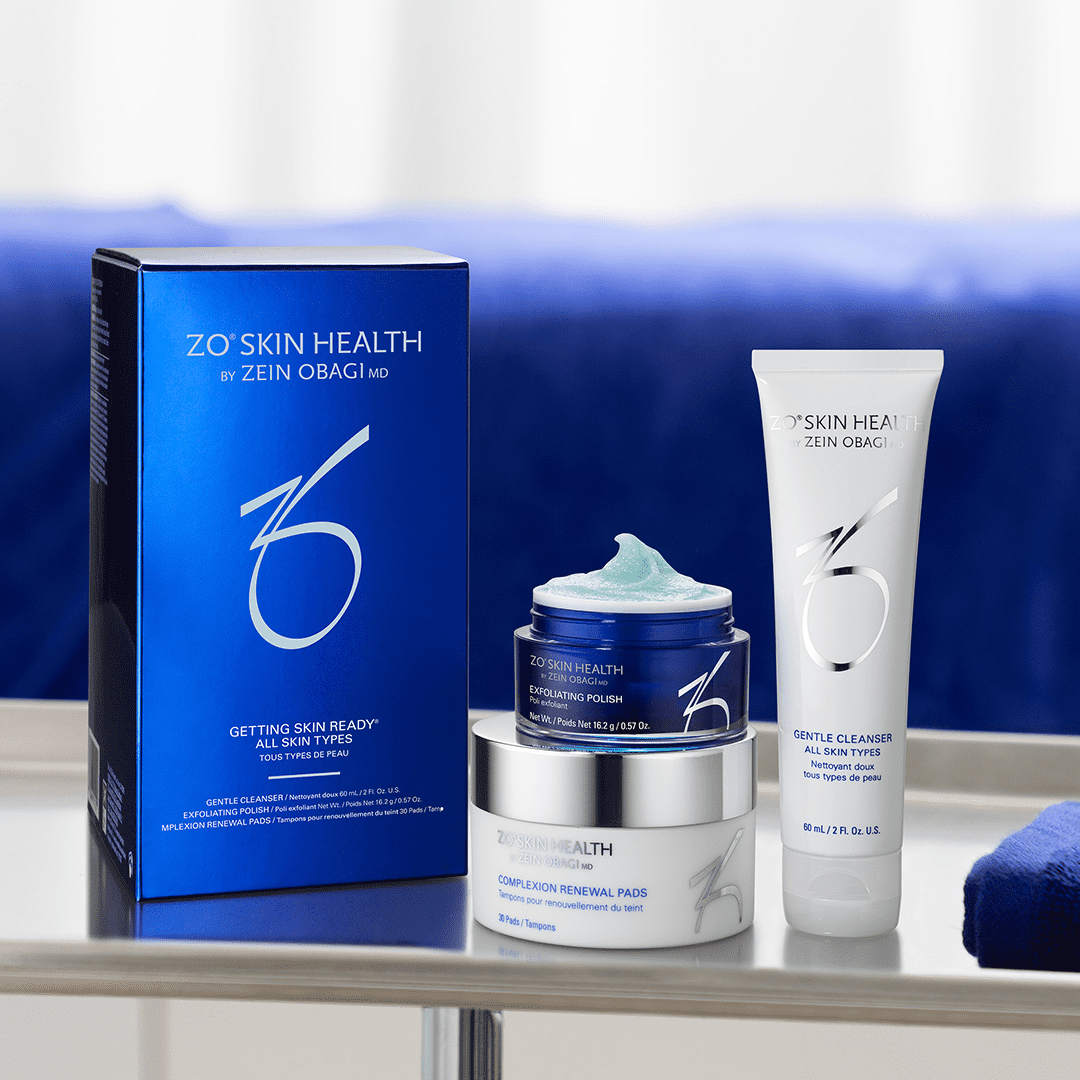 ZO® SKIN HEALTH
BY ZEIN OBAGI MD
GETTING SKIN READY®
ALL SKIN TYPES
TOUS TYPES DE PEAU
GENTLE CLEANSER / Nettoyant doux 60 mL / 2 Fl. Oz. U.S.
EXFOLIATING POLISH / Poli exfoliant Net Wt. / Poids Net 16.2 g / 0.57 Oz.
MPLEXION RENEWAL PADS / Tampons pour renouvellement du teint 30 Pads / Tamp
ZO® SKIN HEALTH
BY ZEIN OBAGI MD
EXFOLIATING POLISH
Poli exfoliant
Net Wt. / Poids Net 16.2 g / 0.57 Oz.
ZO® SKIN HEALTH
BY ZEIN OBAGI MD
COMPLEXION RENEWAL PADS
Tampons pour renouvellement du teint
30 Pads / Tampons
ZO® SKIN HEALTH
BY ZEIN OBAGI MD
GENTLE CLEANSER
ALL SKIN TYPES
Nettoyant doux
tous types de peau
60 mL / 2 Fl. Oz. U.S.